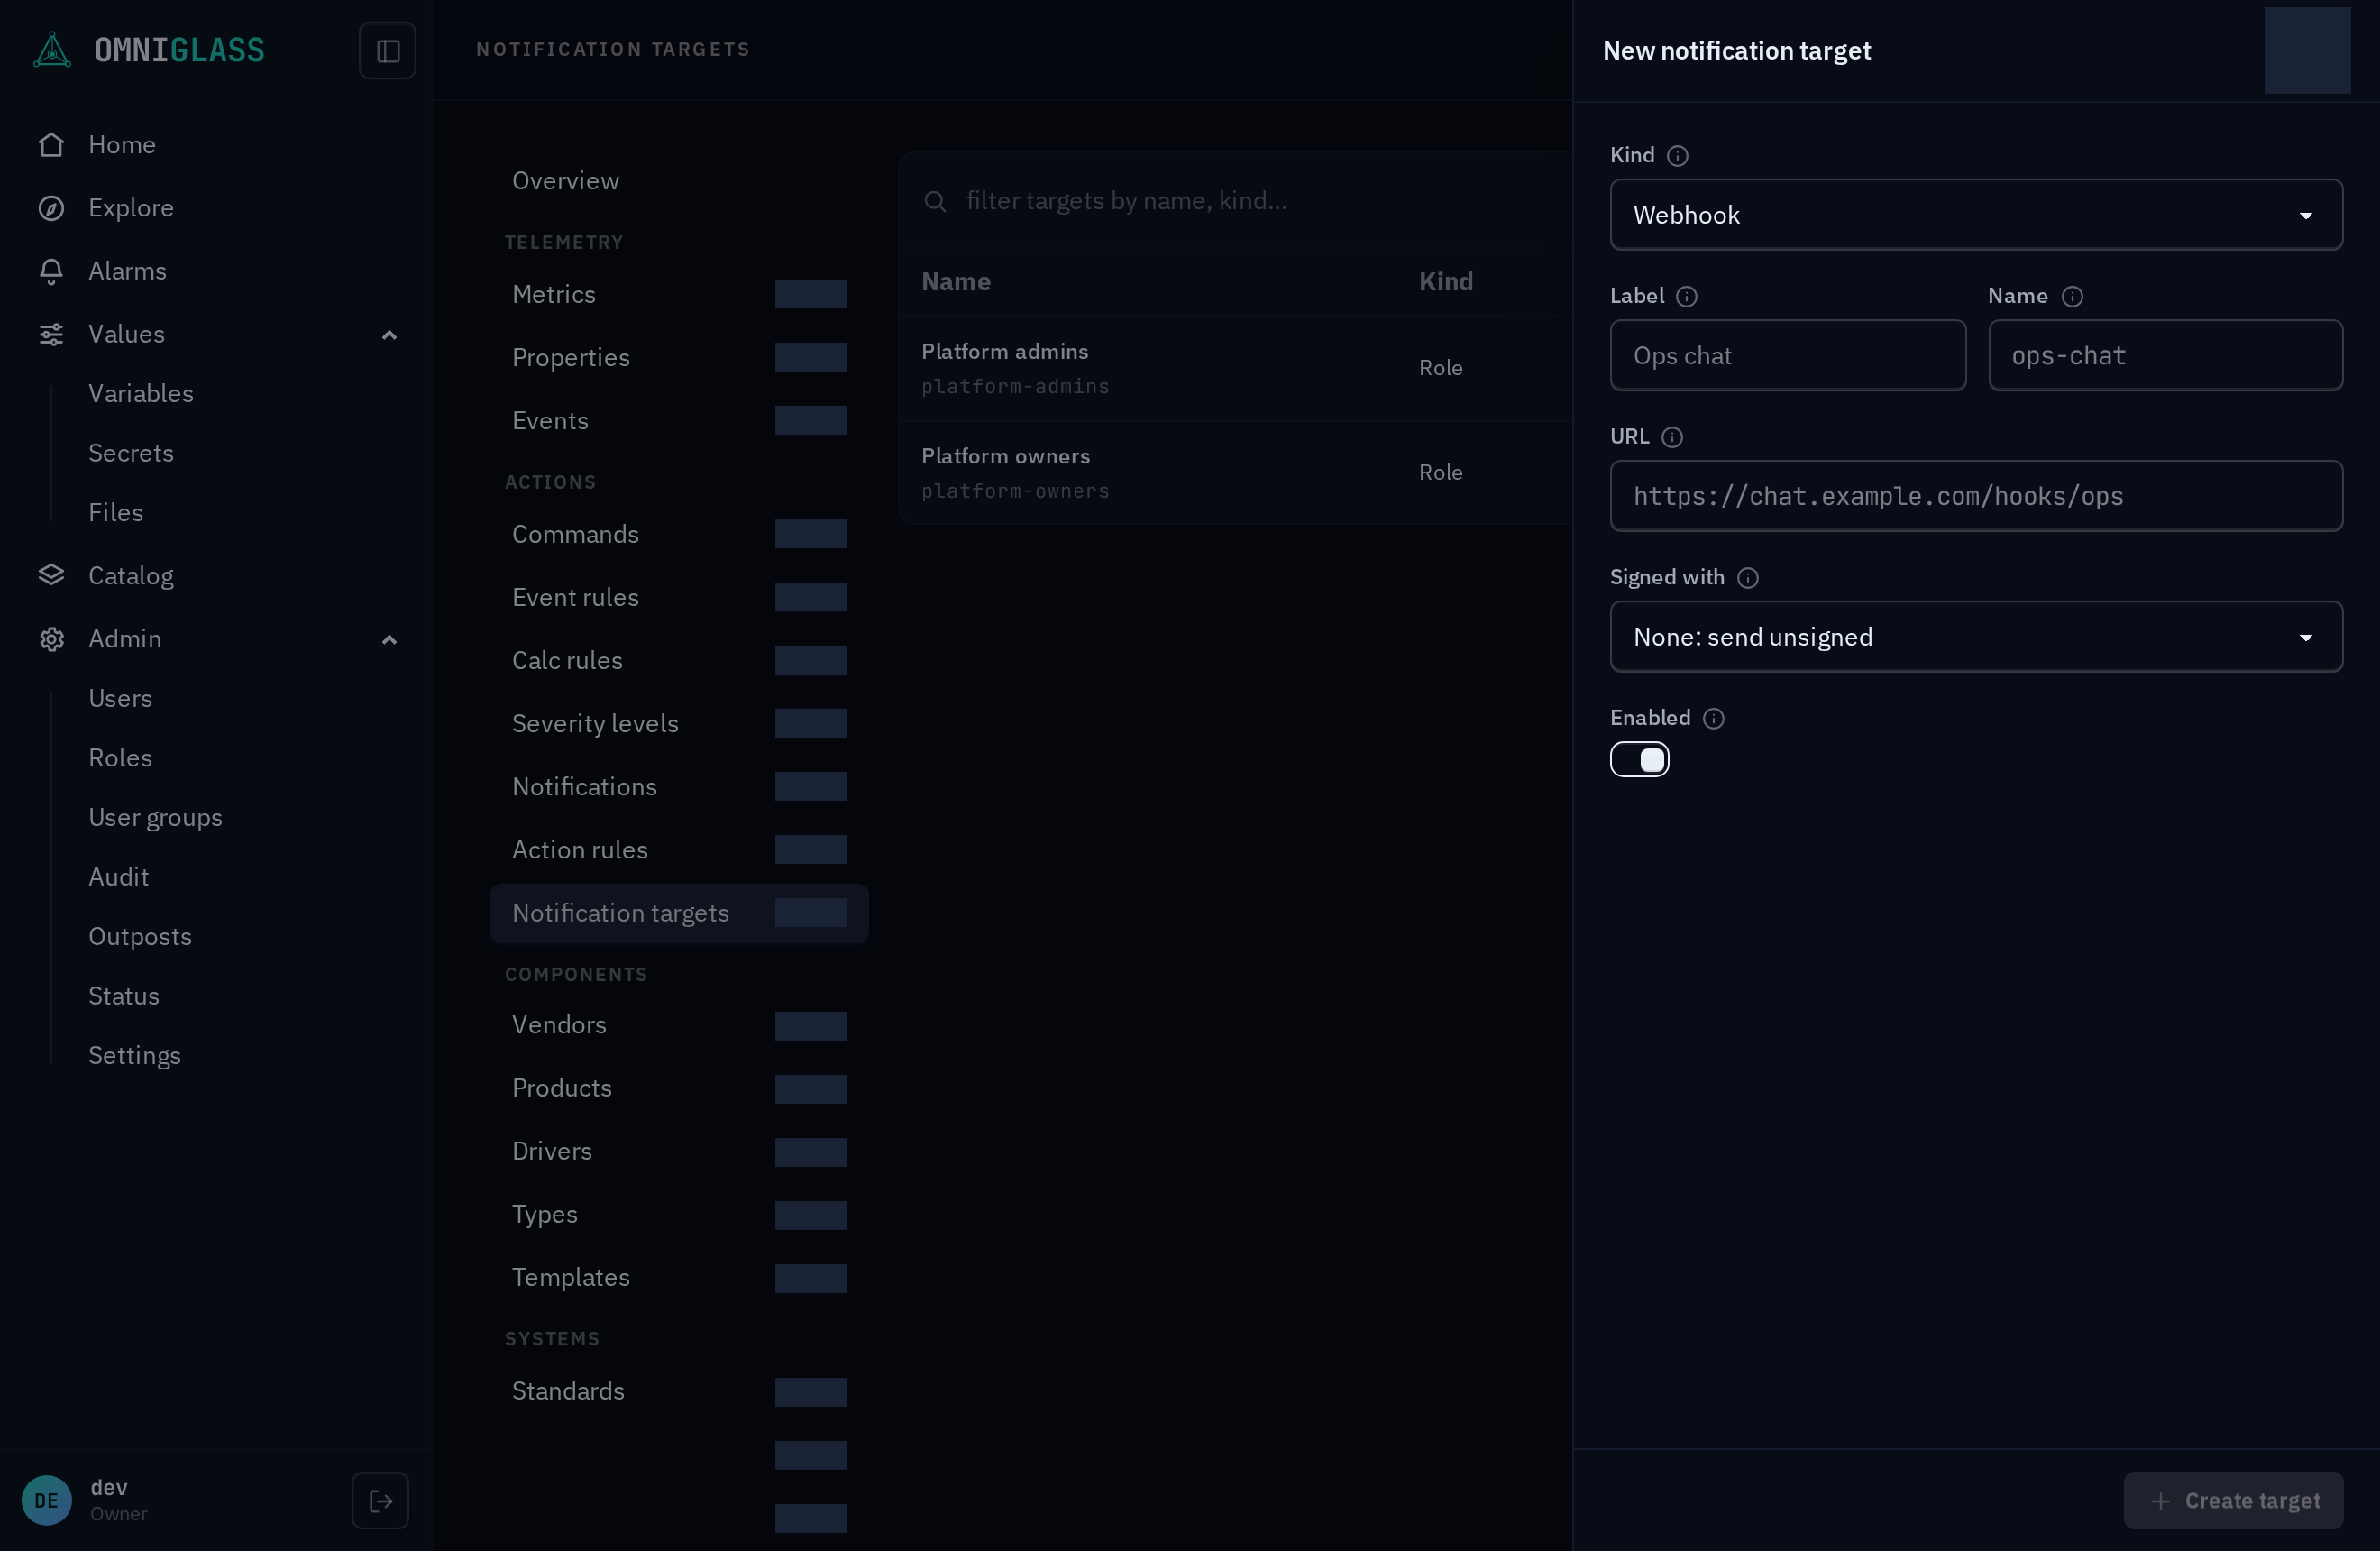 OMNIGLASS
Home
Explore
Alarms
Values
Variables
Secrets
Files
Catalog
Admin
Users
Roles
User groups
Audit
Outposts
Status
Settings
DE
dev
Owner
NOTIFICATION TARGETS
Overview
TELEMETRY
Metrics
Properties
Events
ACTIONS
Commands
Event rules
Calc rules
Severity levels
Notifications
Action rules
Notification targets
COMPONENTS
Vendors
Products
Drivers
Types
Templates
SYSTEMS
Standards
filter targets by name, kind...
Name Kind
Platform admins
platform-admins
Role
Platform owners
platform-owners
Role
New notification target
Kind
Webhook
Label Name
Ops chat ops-chat
URL
https://chat.example.com/hooks/ops
Signed with
None: send unsigned
Enabled
Create target